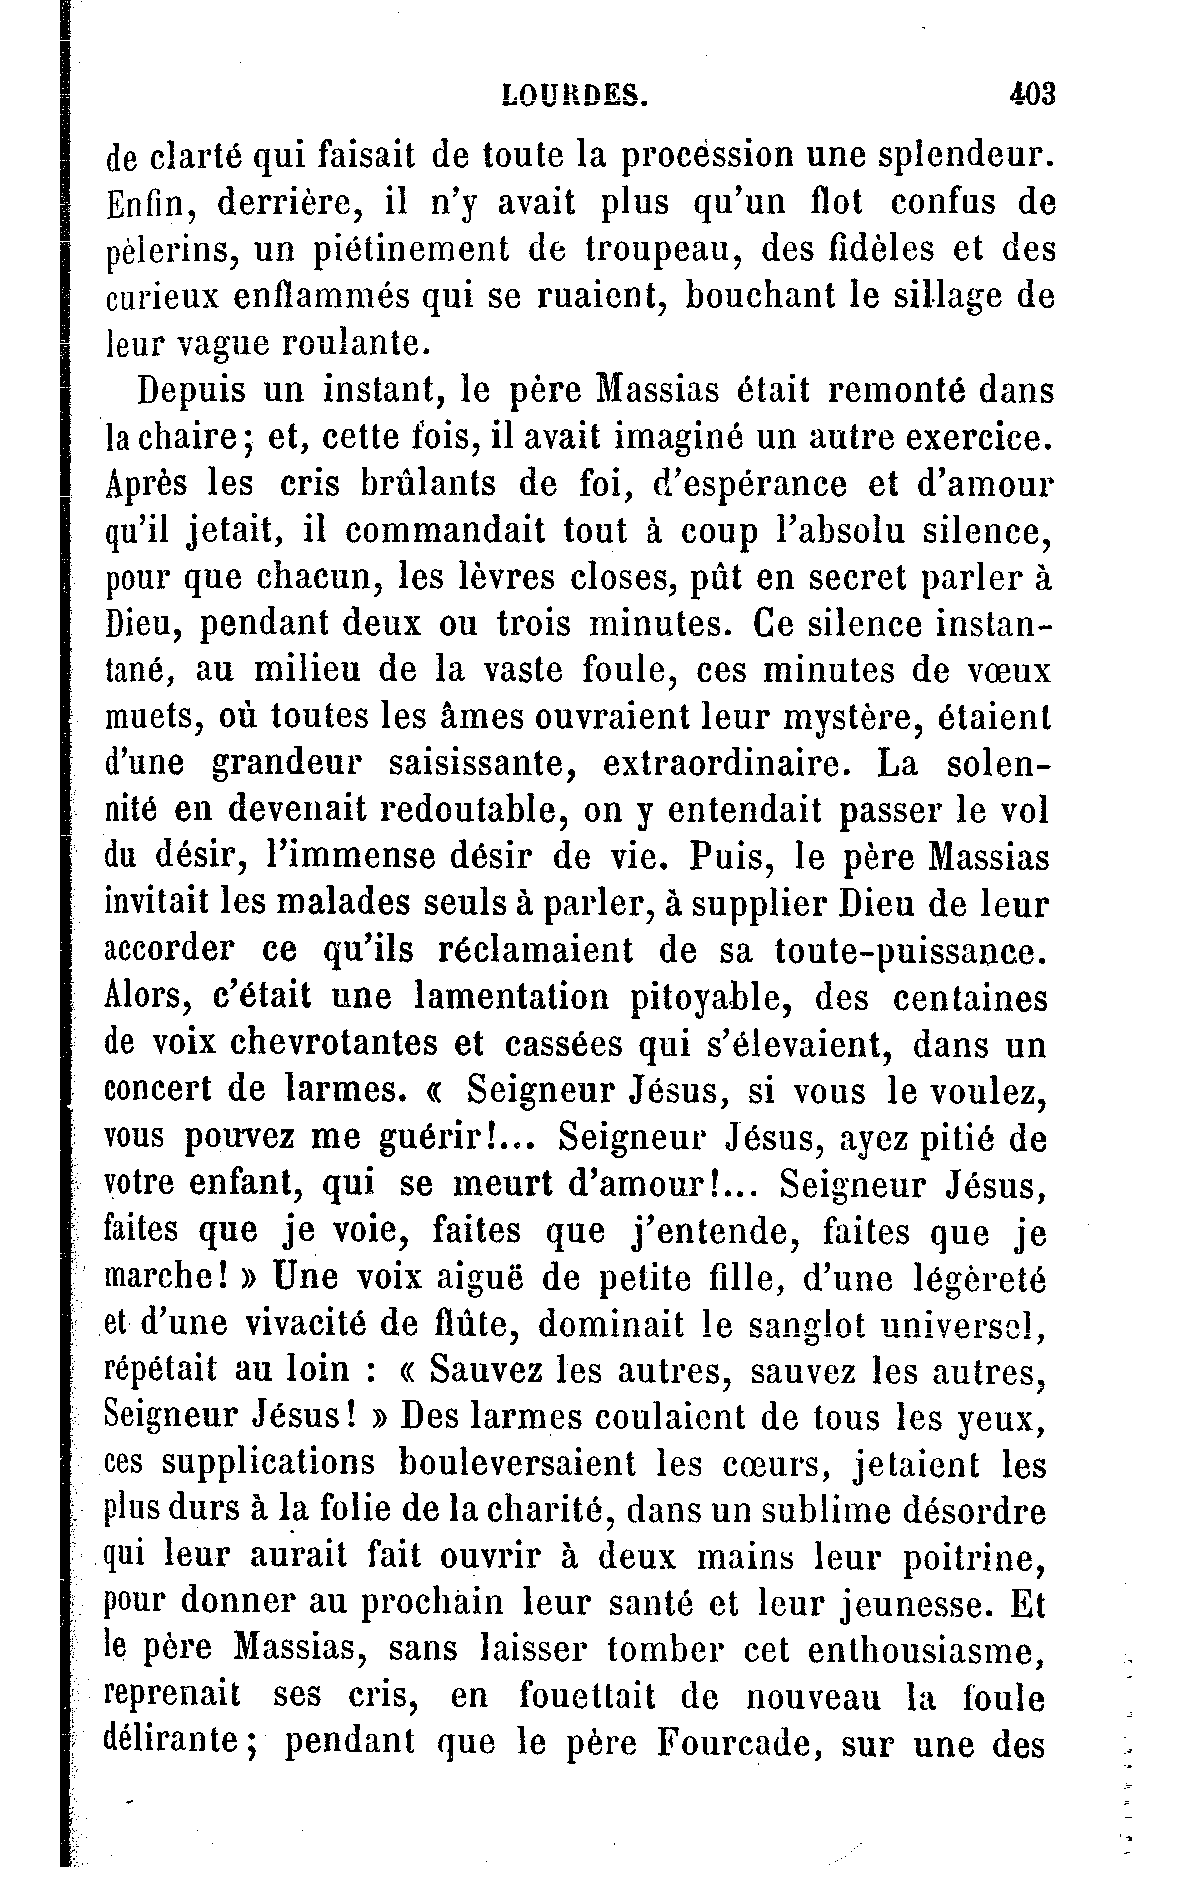 LOURDES. 403
de clarté qui faisait de toute la procession une splendeur.
Enfin, derrière, il n'y avait plus qu'un flot confus de
pèlerins, un piétinement de troupeau, des fidèles et des
curieux enflammés qui se ruaient, bouchant le sillage de
leur vague roulante.
Depuis un instant, le père Massias était remonté dans
la chaire; et, cette fois, il avait imaginé un autre exercice.
Après les cris brûlants de foi, d'espérance et d'amour
qu'il jetait, il commandait tout à coup l'absolu silence,
pour que chacun, les lèvres closes, pût en secret parler à
Dieu, pendant deux ou trois minutes. Ce silence instan-
tané, au milieu de la vaste foule, ces minutes de vœux
muets, où toutes les âmes ouvraient leur mystère, étaient
d'une grandeur saisissante, extraordinaire. La solen-
nité en devenait redoutable, on y entendait passer le vol
du désir, l'immense désir de vie. Puis, le père Massias
invitait les malades seuls à parler, à supplier Dieu de leur
accorder ce qu'ils réclamaient de sa toute-puissance.
Alors, c'était une lamentation pitoyable, des centaines
de voix chevrotantes et cassées qui s'élevaient, dans un
concert de larmes. « Seigneur Jésus, si vous le voulez,
vous pouvez me guérir!... Seigneur Jésus, ayez pitié de
votre enfant, qui se meurt d'amour!... Seigneur Jésus,
faites que je voie, faites que j'entende, faites que je
marche! » Une voix aiguë de petite fille, d'une légèreté
et d'une vivacité de flûte, dominait le sanglot universel,
répétait au loin : « Sauvez les autres, sauvez les autres,
Seigneur Jésus! » Des larmes coulaient de tous les yeux,
ces supplications bouleversaient les cœurs, jetaient les
plus durs à la folie de la charité, dans un sublime désordre
qui leur aurait fait ouvrir à deux mains leur poitrine,
pour donner au prochain leur santé et leur jeunesse. Et
le père Massias, sans laisser tomber cet enthousiasme,
reprenait ses cris, en fouettait de nouveau la foule
délirante; pendant que le père Fourcade, sur une des